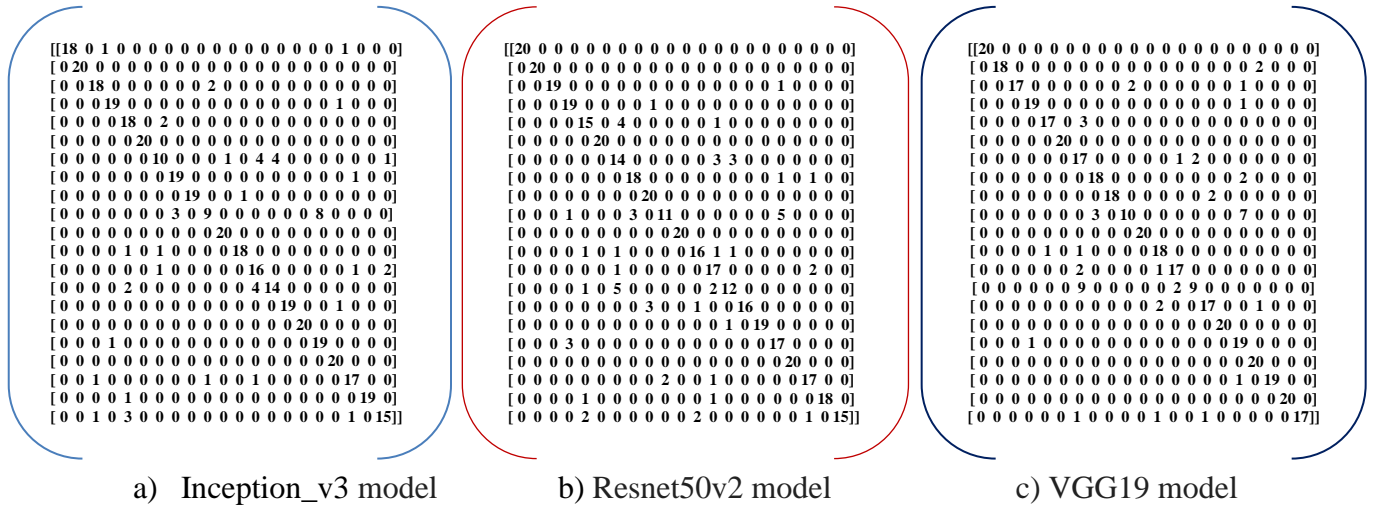 [[18 0 1 0 0 0 0 0 0 0 0 0 0 0 0 0 0 1 0 0 0]
[ 0 20 0 0 0 0 0 0 0 0 0 0 0 0 0 0 0 0 0 0 0]
[ 0 0 18 0 0 0 0 0 0 2 0 0 0 0 0 0 0 0 0 0 0]
[ 0 0 0 19 0 0 0 0 0 0 0 0 0 0 0 0 0 1 0 0 0]
[ 0 0 0 0 18 0 2 0 0 0 0 0 0 0 0 0 0 0 0 0 0]
[ 0 0 0 0 0 20 0 0 0 0 0 0 0 0 0 0 0 0 0 0 0]
[ 0 0 0 0 0 0 10 0 0 0 1 0 4 4 0 0 0 0 0 0 1]
[ 0 0 0 0 0 0 0 19 0 0 0 0 0 0 0 0 0 0 1 0 0]
[ 0 0 0 0 0 0 0 0 19 0 0 1 0 0 0 0 0 0 0 0 0]
[ 0 0 0 0 0 0 0 3 0 9 0 0 0 0 0 0 8 0 0 0 0]
[ 0 0 0 0 0 0 0 0 0 0 20 0 0 0 0 0 0 0 0 0 0]
[ 0 0 0 0 1 0 1 0 0 0 0 18 0 0 0 0 0 0 0 0 0]
[ 0 0 0 0 0 0 1 0 0 0 0 0 16 0 0 0 0 0 1 0 2]
[ 0 0 0 0 2 0 0 0 0 0 0 0 4 14 0 0 0 0 0 0 0]
[ 0 0 0 0 0 0 0 0 0 0 0 0 0 0 19 0 0 1 0 0 0]
[ 0 0 0 0 0 0 0 0 0 0 0 0 0 0 0 20 0 0 0 0 0]
[ 0 0 0 1 0 0 0 0 0 0 0 0 0 0 0 0 19 0 0 0 0]
[ 0 0 0 0 0 0 0 0 0 0 0 0 0 0 0 0 0 20 0 0 0]
[ 0 0 1 0 0 0 0 0 0 1 0 0 1 0 0 0 0 0 17 0 0]
[ 0 0 0 0 1 0 0 0 0 0 0 0 0 0 0 0 0 0 0 19 0]
[ 0 0 1 0 3 0 0 0 0 0 0 0 0 0 0 0 0 0 1 0 15]]
a) Inception_v3 model
[[20 0 0 0 0 0 0 0 0 0 0 0 0 0 0 0 0 0 0 0 0]
[ 0 20 0 0 0 0 0 0 0 0 0 0 0 0 0 0 0 0 0 0 0]
[ 0 0 19 0 0 0 0 0 0 0 0 0 0 0 0 0 1 0 0 0 0]
[ 0 0 0 19 0 0 0 0 1 0 0 0 0 0 0 0 0 0 0 0 0]
[ 0 0 0 0 15 0 4 0 0 0 0 0 1 0 0 0 0 0 0 0 0]
[ 0 0 0 0 0 20 0 0 0 0 0 0 0 0 0 0 0 0 0 0 0]
[ 0 0 0 0 0 0 14 0 0 0 0 0 3 3 0 0 0 0 0 0 0]
[ 0 0 0 0 0 0 0 18 0 0 0 0 0 0 0 0 1 0 1 0 0]
[ 0 0 0 0 0 0 0 0 20 0 0 0 0 0 0 0 0 0 0 0 0]
[ 0 0 0 1 0 0 0 3 0 11 0 0 0 0 0 0 5 0 0 0 0]
[ 0 0 0 0 0 0 0 0 0 0 20 0 0 0 0 0 0 0 0 0 0]
[ 0 0 0 0 1 0 1 0 0 0 0 16 1 1 0 0 0 0 0 0 0]
[ 0 0 0 0 0 0 1 0 0 0 0 0 17 0 0 0 0 0 2 0 0]
[ 0 0 0 0 1 0 5 0 0 0 0 0 2 12 0 0 0 0 0 0 0]
[ 0 0 0 0 0 0 0 0 3 0 0 1 0 0 16 0 0 0 0 0 0]
[ 0 0 0 0 0 0 0 0 0 0 0 0 0 1 0 19 0 0 0 0 0]
[ 0 0 0 3 0 0 0 0 0 0 0 0 0 0 0 0 17 0 0 0 0]
[ 0 0 0 0 0 0 0 0 0 0 0 0 0 0 0 0 0 20 0 0 0]
[ 0 0 0 0 0 0 0 0 0 2 0 0 1 0 0 0 0 0 17 0 0]
[ 0 0 0 0 1 0 0 0 0 0 0 0 1 0 0 0 0 0 0 18 0]
[ 0 0 0 0 2 0 0 0 0 0 0 2 0 0 0 0 0 0 1 0 15]]
b) Resnet50v2 model
[[20 0 0 0 0 0 0 0 0 0 0 0 0 0 0 0 0 0 0 0 0]
[ 0 18 0 0 0 0 0 0 0 0 0 0 0 0 0 0 0 2 0 0 0]
[ 0 0 17 0 0 0 0 0 0 2 0 0 0 0 0 0 1 0 0 0 0]
[ 0 0 0 19 0 0 0 0 0 0 0 0 0 0 0 0 1 0 0 0 0]
[ 0 0 0 0 17 0 3 0 0 0 0 0 0 0 0 0 0 0 0 0 0]
[ 0 0 0 0 0 20 0 0 0 0 0 0 0 0 0 0 0 0 0 0 0]
[ 0 0 0 0 0 0 17 0 0 0 0 0 1 2 0 0 0 0 0 0 0]
[ 0 0 0 0 0 0 0 18 0 0 0 0 0 0 0 0 2 0 0 0 0]
[ 0 0 0 0 0 0 0 0 18 0 0 0 0 0 2 0 0 0 0 0 0]
[ 0 0 0 0 0 0 0 3 0 10 0 0 0 0 0 0 7 0 0 0 0]
[ 0 0 0 0 0 0 0 0 0 0 20 0 0 0 0 0 0 0 0 0 0]
[ 0 0 0 0 1 0 1 0 0 0 0 18 0 0 0 0 0 0 0 0 0]
[ 0 0 0 0 0 0 2 0 0 0 0 1 17 0 0 0 0 0 0 0 0]
[ 0 0 0 0 0 0 9 0 0 0 0 0 2 9 0 0 0 0 0 0 0]
[ 0 0 0 0 0 0 0 0 0 0 0 2 0 0 17 0 0 1 0 0 0]
[ 0 0 0 0 0 0 0 0 0 0 0 0 0 0 0 20 0 0 0 0 0]
[ 0 0 0 1 0 0 0 0 0 0 0 0 0 0 0 0 19 0 0 0 0]
[ 0 0 0 0 0 0 0 0 0 0 0 0 0 0 0 0 0 20 0 0 0]
[ 0 0 0 0 0 0 0 0 0 0 0 0 0 0 0 0 1 0 19 0 0]
[ 0 0 0 0 0 0 0 0 0 0 0 0 0 0 0 0 0 0 0 20 0]
[ 0 0 0 0 0 0 1 0 0 0 0 1 0 0 1 0 0 0 0 0 17]]
c) VGG19 model